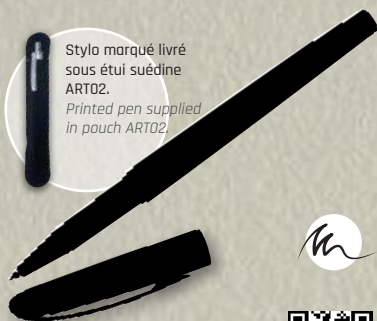 Stylo marqué livré
sous étui suédine
ART02.
Printed pen supplied
in pouch ART02.